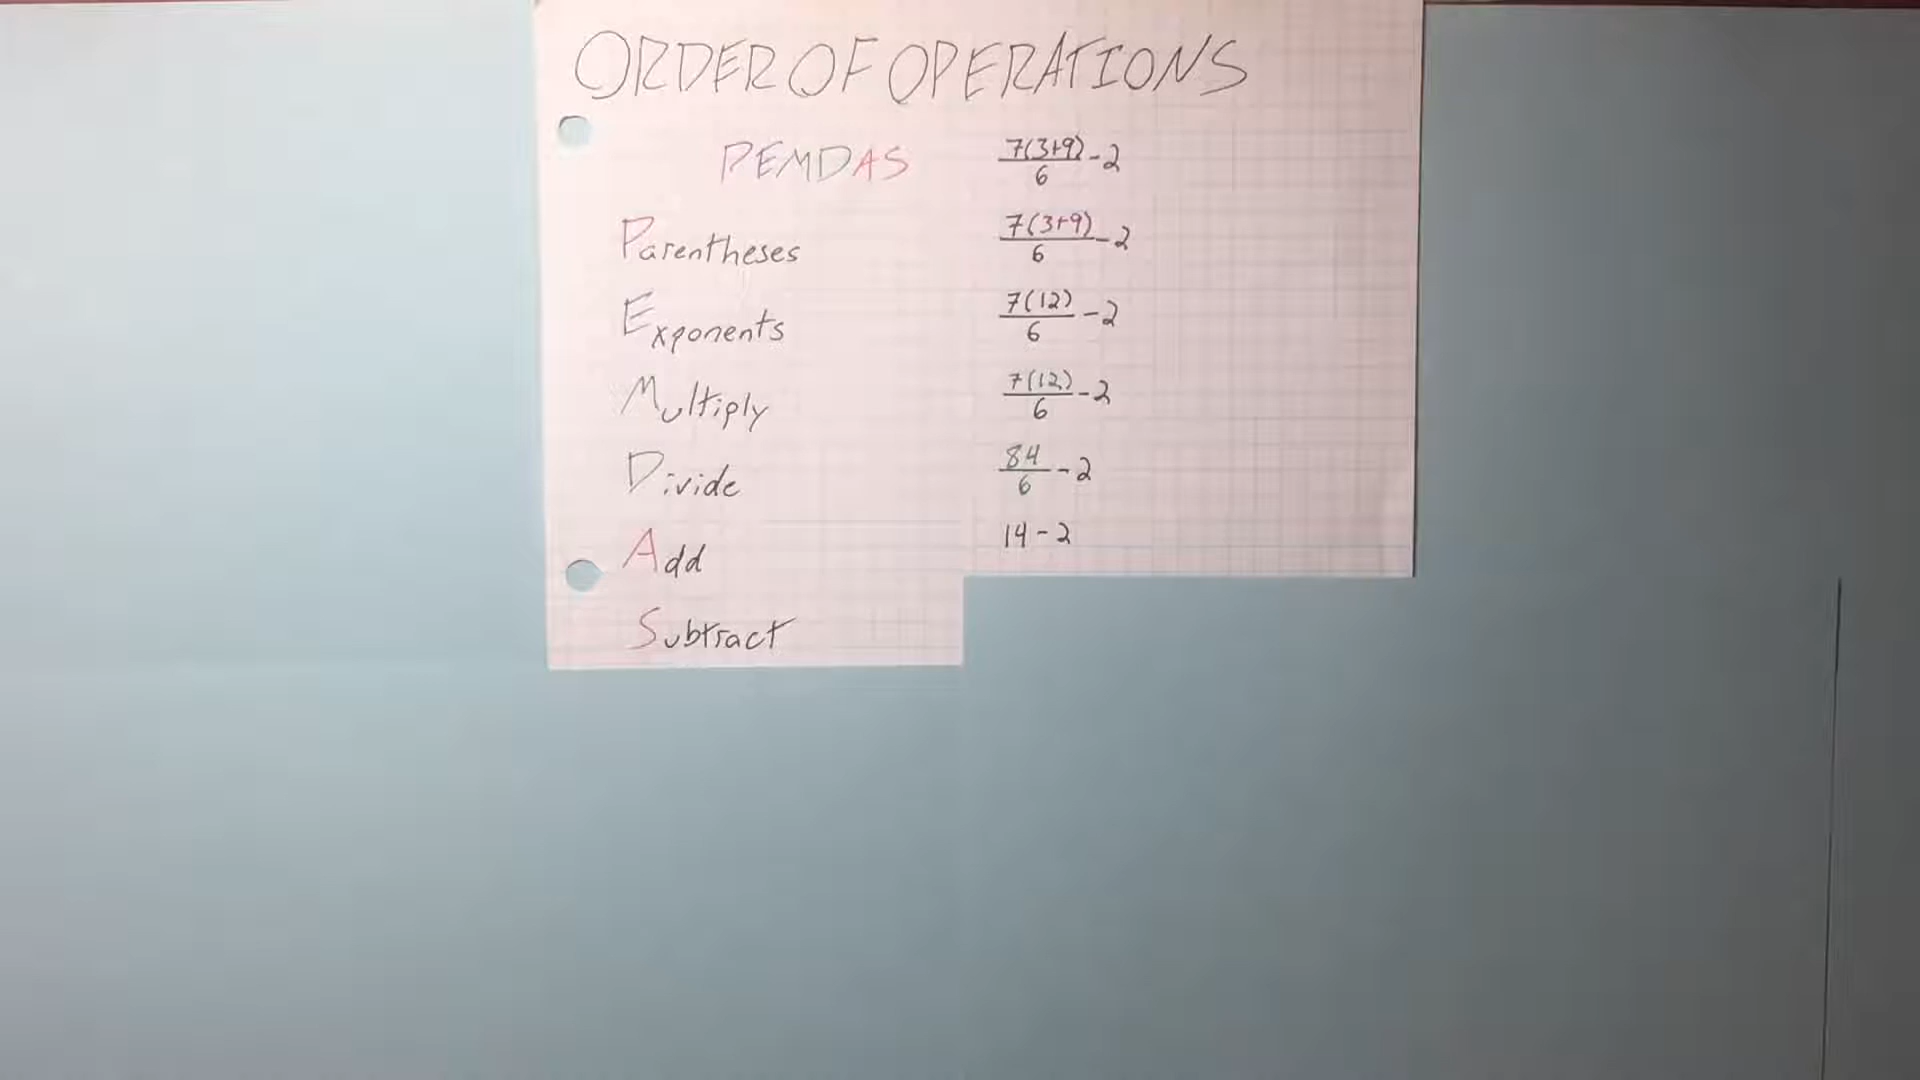 ORDER OF OPERATIONS
PEMDAS
7(3+9)/6 - 2
Parentheses
7(3+9)/6 - 2
Exponents
7(12)/6 - 2
Multiply
7(12)/6 - 2
Divide
84/6 - 2
Add
14 - 2
Subtract